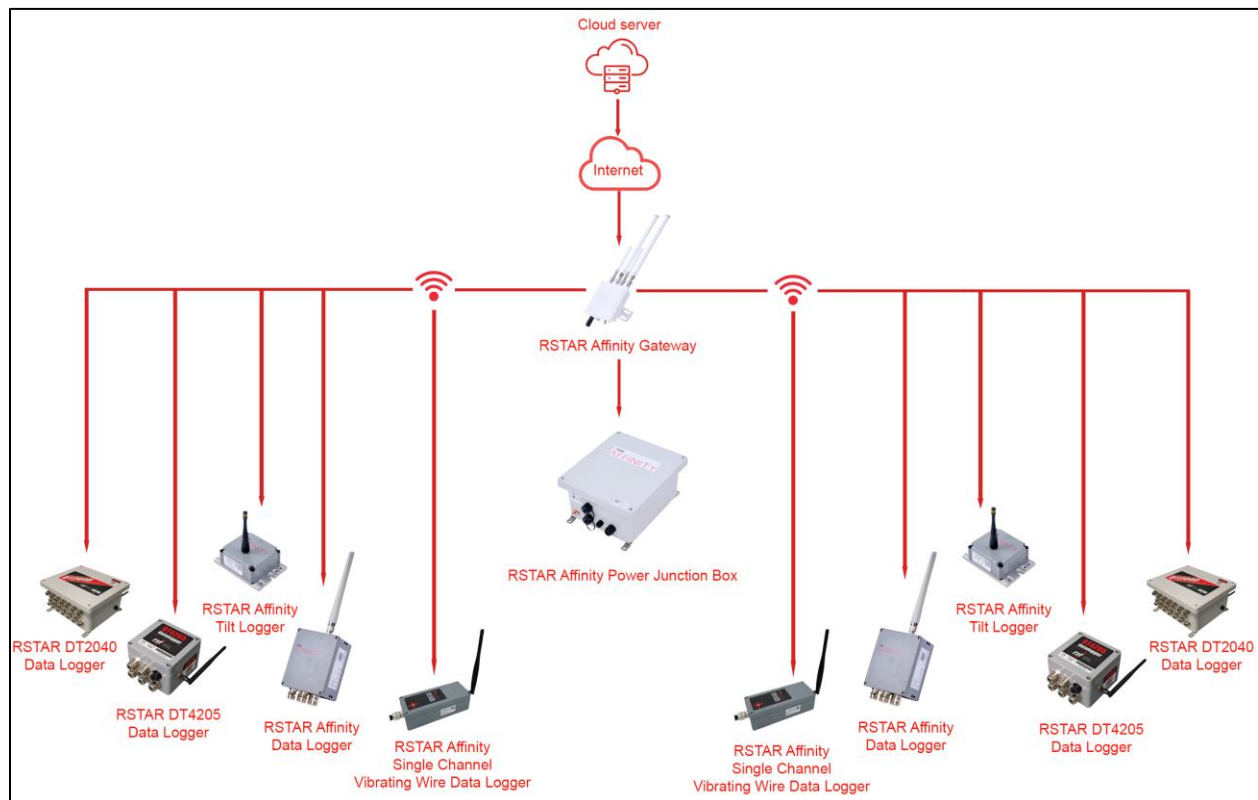 Cloud server
Internet
RSTAR Affinity Gateway
AFFINITY
RSTAR Affinity Power Junction Box
RSTAR DT2040
Data Logger
RSTAR DT4205
Data Logger
RSTAR Affinity
Tilt Logger
RSTAR Affinity
Data Logger
RSTAR Affinity
Single Channel
Vibrating Wire Data Logger
RSTAR Affinity
Single Channel
Vibrating Wire Data Logger
RSTAR Affinity
Data Logger
RSTAR Affinity
Tilt Logger
RSTAR DT4205
Data Logger
RSTAR DT2040
Data Logger